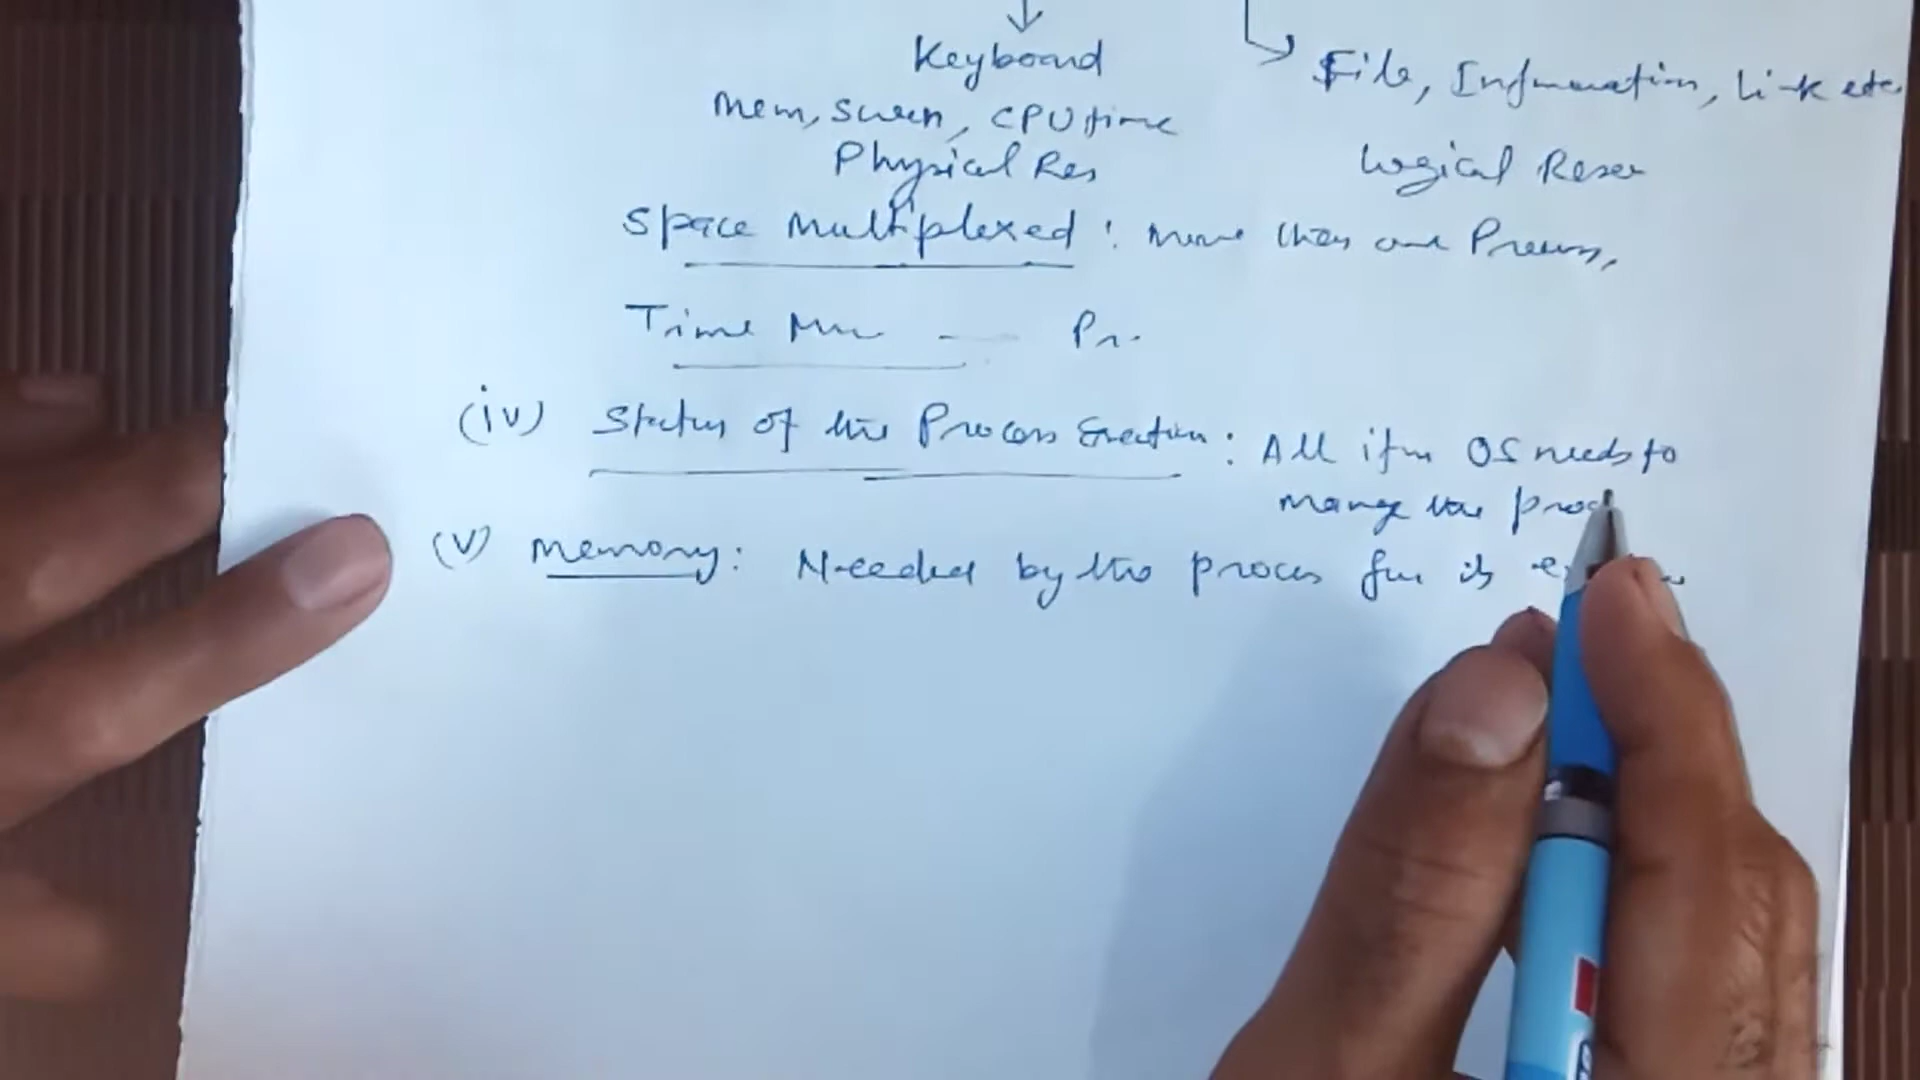 Keyboard
File, Information, Link etc
Mem, Screen, CPU time
Physical Res
Logical Reso
Space Multiplexed : More than one Process,
Time Mu Pr.
(iv) Status of the Process Execution : All ifm OS needs to
manage the proc
(v) Memory : Needed by the process for its